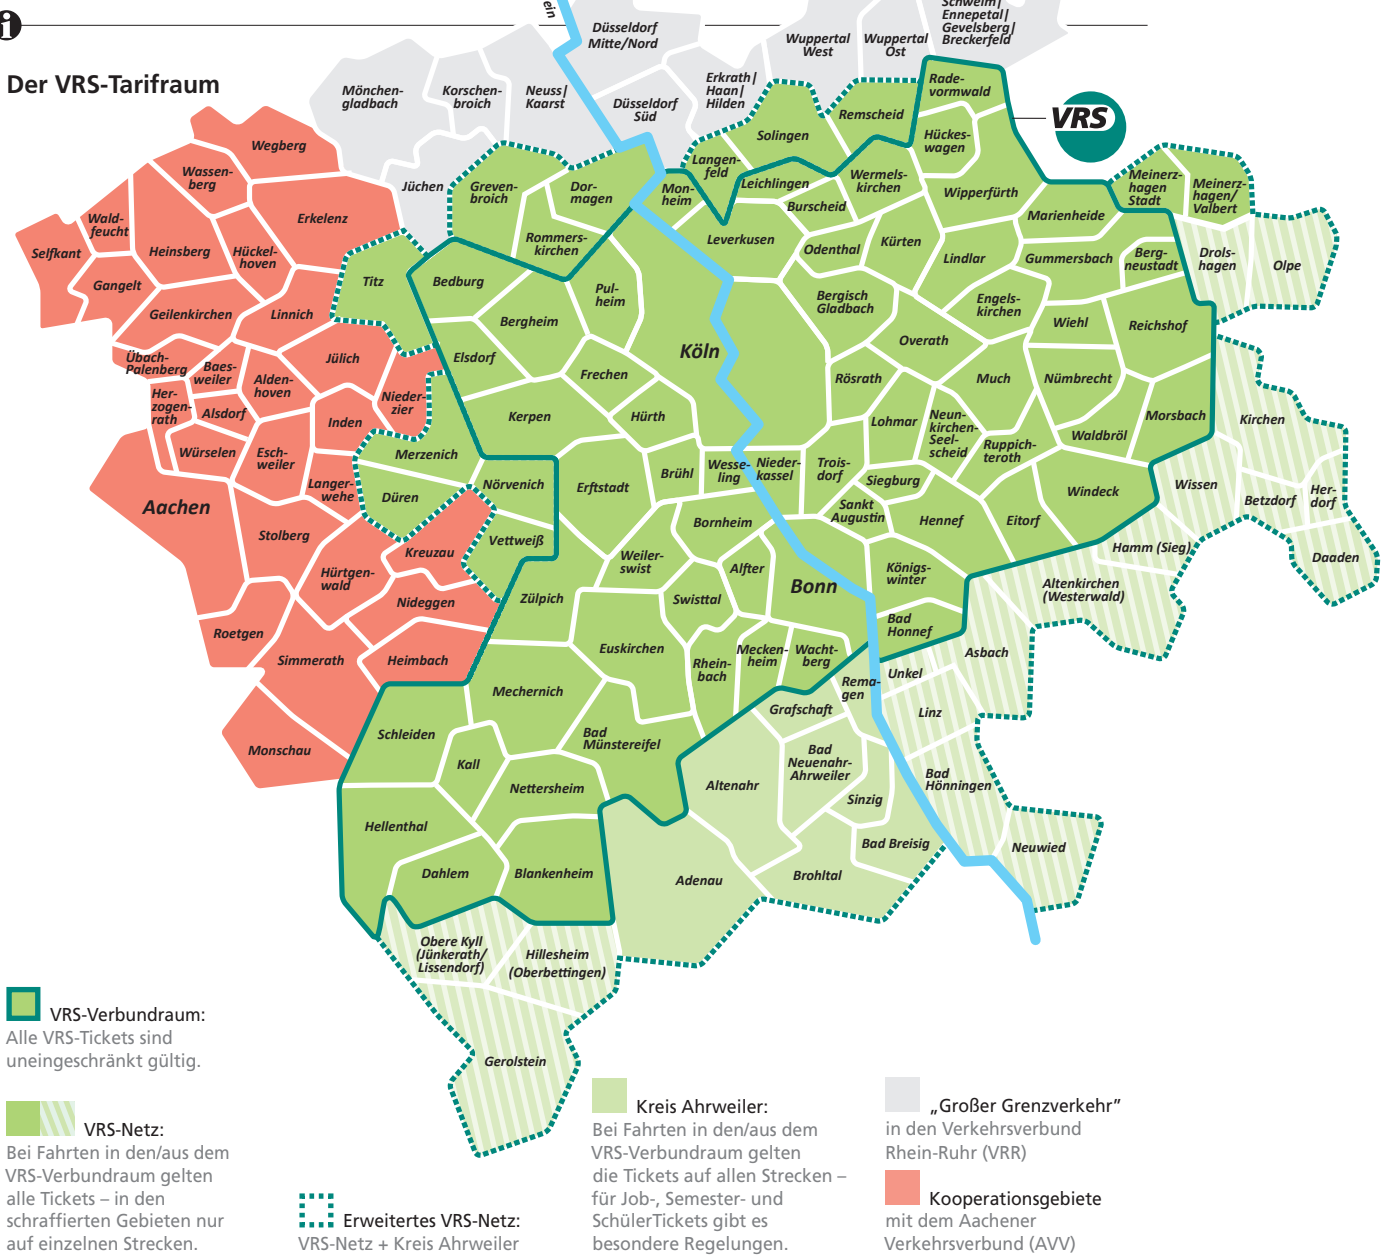 i
Der VRS-Tarifraum
ein
Düsseldorf
Mitte/Nord
Wuppertal
West
Wuppertal
Ost
Schwelm|
Ennepetal|
Gevelsberg|
Breckerfeld
Mönchen-
gladbach
Korschen-
broich
Neuss|
Kaarst
Düsseldorf
Süd
Erkrath|
Haan|
Hilden
Jüchen
VRS
Rade-
vormwald
Remscheid
Solingen
Hückes-
wagen
Langen-
feld
Leichlingen
Wermels-
kirchen
Wipperfürth
Meinerz-
hagen
Stadt
Meinerz-
hagen/
Valbert
Greven-
broich
Dor-
magen
Mon-
heim
Burscheid
Marienheide
Rommers-
kirchen
Leverkusen
Odenthal
Kürten
Lindlar
Gummersbach
Berg-
neustadt
Drols-
hagen
Olpe
Wegberg
Wassen-
berg
Erkelenz
Wald-
feucht
Selfkant
Heinsberg
Hückel-
hoven
Gangelt
Geilenkirchen
Linnich
Titz
Bedburg
Pul-
heim
Bergheim
Bergisch
Gladbach
Engels-
kirchen
Wiehl
Reichshof
Übach-
Palenberg
Baes-
weiler
Alden-
hoven
Jülich
Elsdorf
Frechen
Köln
Overath
Rösrath
Much
Nümbrecht
Her-
zogen-
rath
Alsdorf
Inden
Nieder-
zier
Kerpen
Hürth
Lohmar
Neun-
kirchen-
Seel-
scheid
Ruppich-
teroth
Waldbröl
Morsbach
Kirchen
Würselen
Esch-
weiler
Merzenich
Langer-
wehe
Düren
Nörvenich
Erftstadt
Brühl
Wesse-
ling
Nieder-
kassel
Trois-
dorf
Siegburg
Windeck
Wissen
Betzdorf
Her-
dorf
Aachen
Stolberg
Kreuzau
Vettweiß
Bornheim
Sankt
Augustin
Hennef
Eitorf
Hamm (Sieg)
Daaden
Hürtgen-
wald
Nideggen
Zülpich
Weiler-
swist
Alfter
Swisttal
Bonn
Königs-
winter
Altenkirchen
(Westerwald)
Roetgen
Simmerath
Heimbach
Euskirchen
Rhein-
bach
Mecken-
heim
Wacht-
berg
Bad
Honnef
Asbach
Unkel
Rema-
gen
Linz
Mechernich
Grafschaft
Monschau
Schleiden
Kall
Bad
Münstereifel
Nettersheim
Altenahr
Bad
Neuenahr-
Ahrweiler
Sinzig
Bad
Hönningen
Hellenthal
Dahlem
Blankenheim
Adenau
Brohltal
Bad Breisig
Neuwied
Obere Kyll
(Jünkerath/
Lissendorf)
Hillesheim
(Oberbettingen)
Gerolstein
VRS-Verbundraum:
Alle VRS-Tickets sind
uneingeschränkt gültig.
VRS-Netz:
Bei Fahrten in den/aus dem
VRS-Verbundraum gelten
alle Tickets – in den
schraffierten Gebieten nur
auf einzelnen Strecken.
Erweitertes VRS-Netz:
VRS-Netz + Kreis Ahrweiler
Kreis Ahrweiler:
Bei Fahrten in den/aus dem
VRS-Verbundraum gelten
die Tickets auf allen Strecken –
für Job-, Semester- und
SchülerTickets gibt es
besondere Regelungen.
„Großer Grenzverkehr”
in den Verkehrsverbund
Rhein-Ruhr (VRR)
Kooperationsgebiete
mit dem Aachener
Verkehrsverbund (AVV)